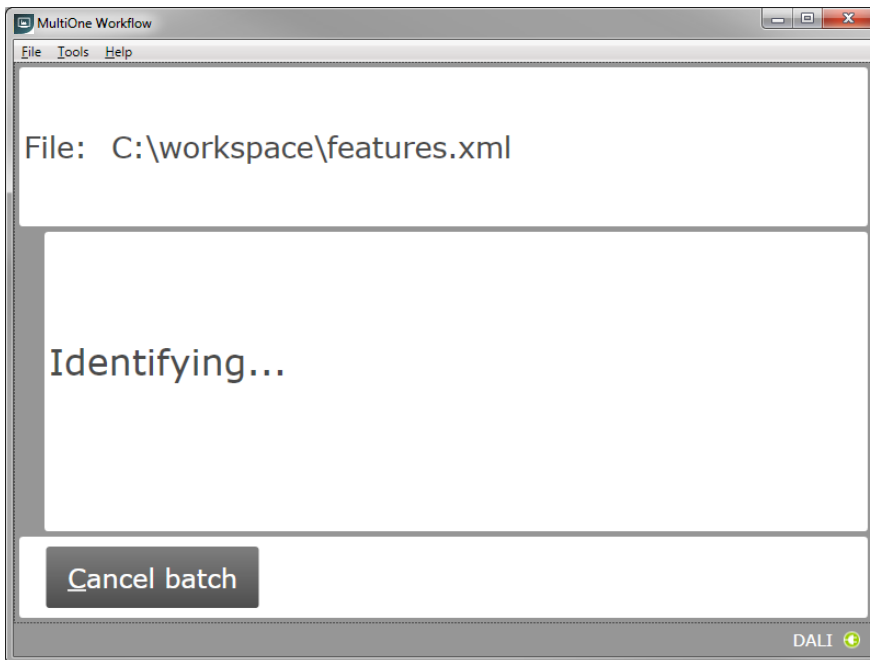 MultiOne Workflow
File Tools Help
File: C:\workspace\features.xml
Identifying...
Cancel batch
DALI